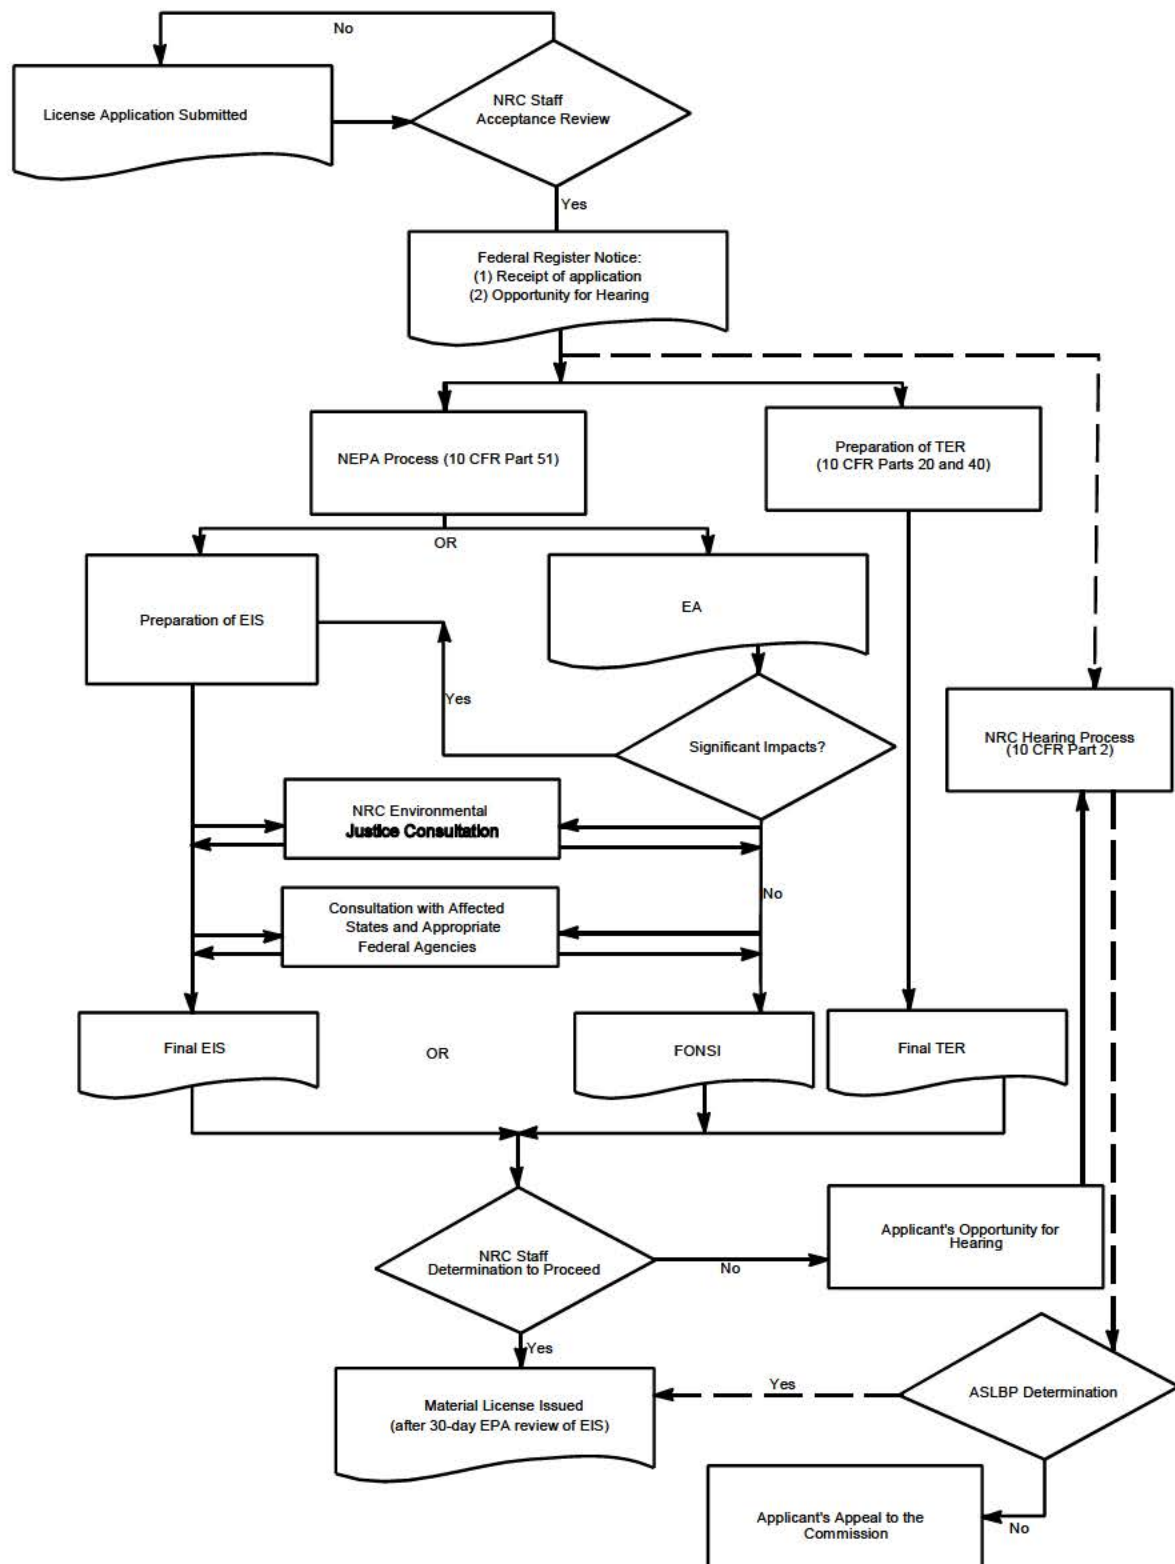 No
License Application Submitted
NRC Staff
Acceptance Review
Yes
Federal Register Notice:
(1) Receipt of application
(2) Opportunity for Hearing
NEPA Process (10 CFR Part 51)
Preparation of TER
(10 CFR Parts 20 and 40)
OR
Preparation of EIS
EA
Yes
Significant Impacts?
NRC Hearing Process
(10 CFR Part 2)
NRC Environmental
Justice Consultation
No
Consultation with Affected
States and Appropriate
Federal Agencies
Final EIS
OR
FONSI
Final TER
NRC Staff
Determination to Proceed
No
Applicant's Opportunity for
Hearing
Yes
Material License Issued
(after 30-day EPA review of EIS)
Yes
ASLBP Determination
No
Applicant's Appeal to the
Commission